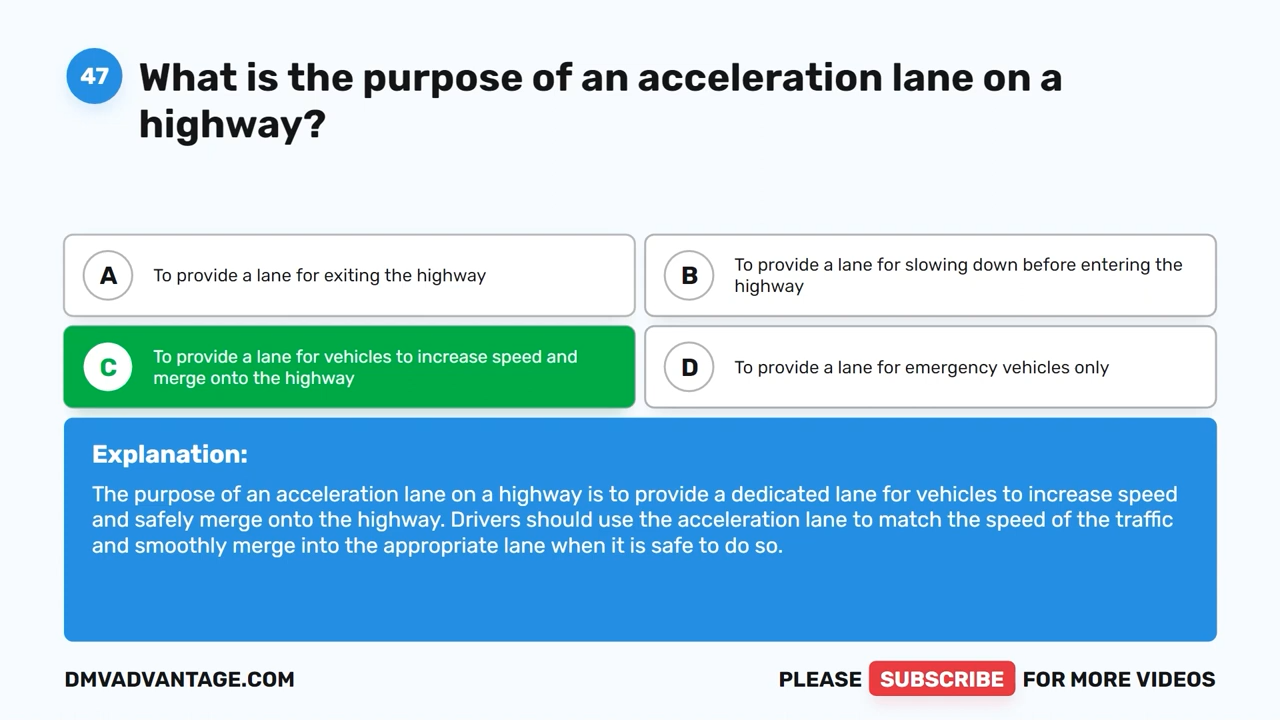 47
What is the purpose of an acceleration lane on a
highway?
A
To provide a lane for exiting the highway
B
To provide a lane for slowing down before entering the
highway
C
To provide a lane for vehicles to increase speed and
merge onto the highway
D
To provide a lane for emergency vehicles only
Explanation:
The purpose of an acceleration lane on a highway is to provide a dedicated lane for vehicles to increase speed
and safely merge onto the highway. Drivers should use the acceleration lane to match the speed of the traffic
and smoothly merge into the appropriate lane when it is safe to do so.
DMVADVANTAGE.COM
PLEASE SUBSCRIBE FOR MORE VIDEOS